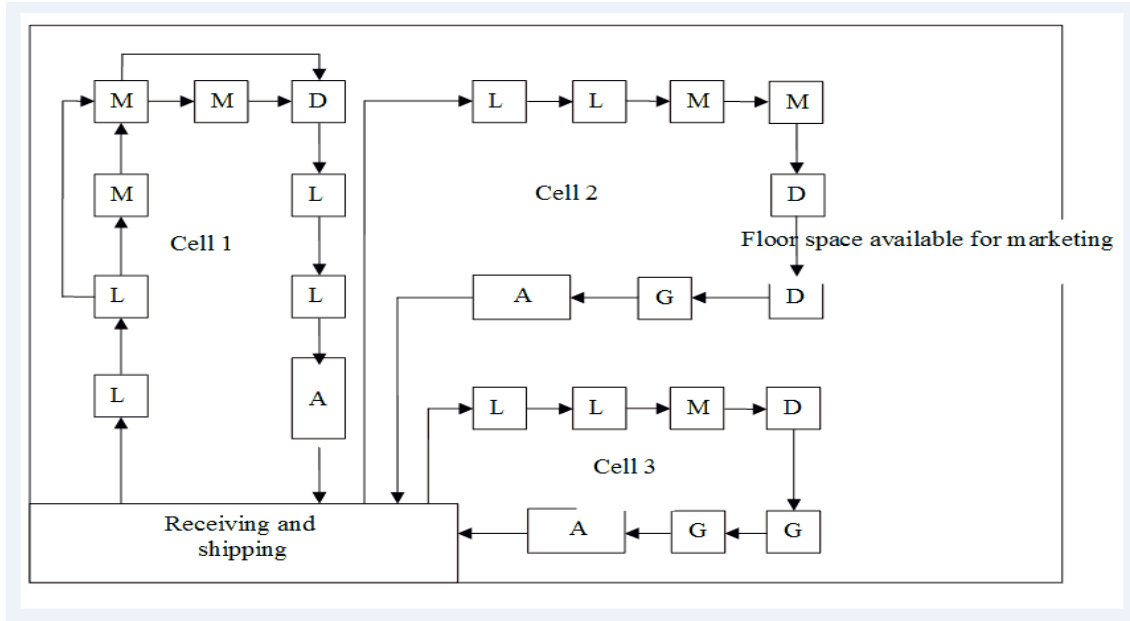 M M D L L M M
M L D
Cell 1 Cell 2
Floor space available for marketing
L L A G D
L A L L M D
Cell 3
Receiving and
shipping
A G G